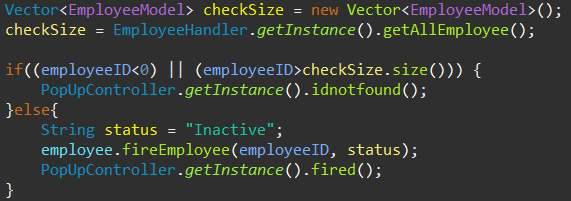 Vector<EmployeeModel> checkSize = new Vector<EmployeeModel>();
checkSize = EmployeeHandler.getInstance().getAllEmployee();
if((employeeID<0) || (employeeID>checkSize.size())) {
PopUpController.getInstance().idnotfound();
}else{
String status = "Inactive";
employee.fireEmployee(employeeID, status);
PopUpController.getInstance().fired();
}